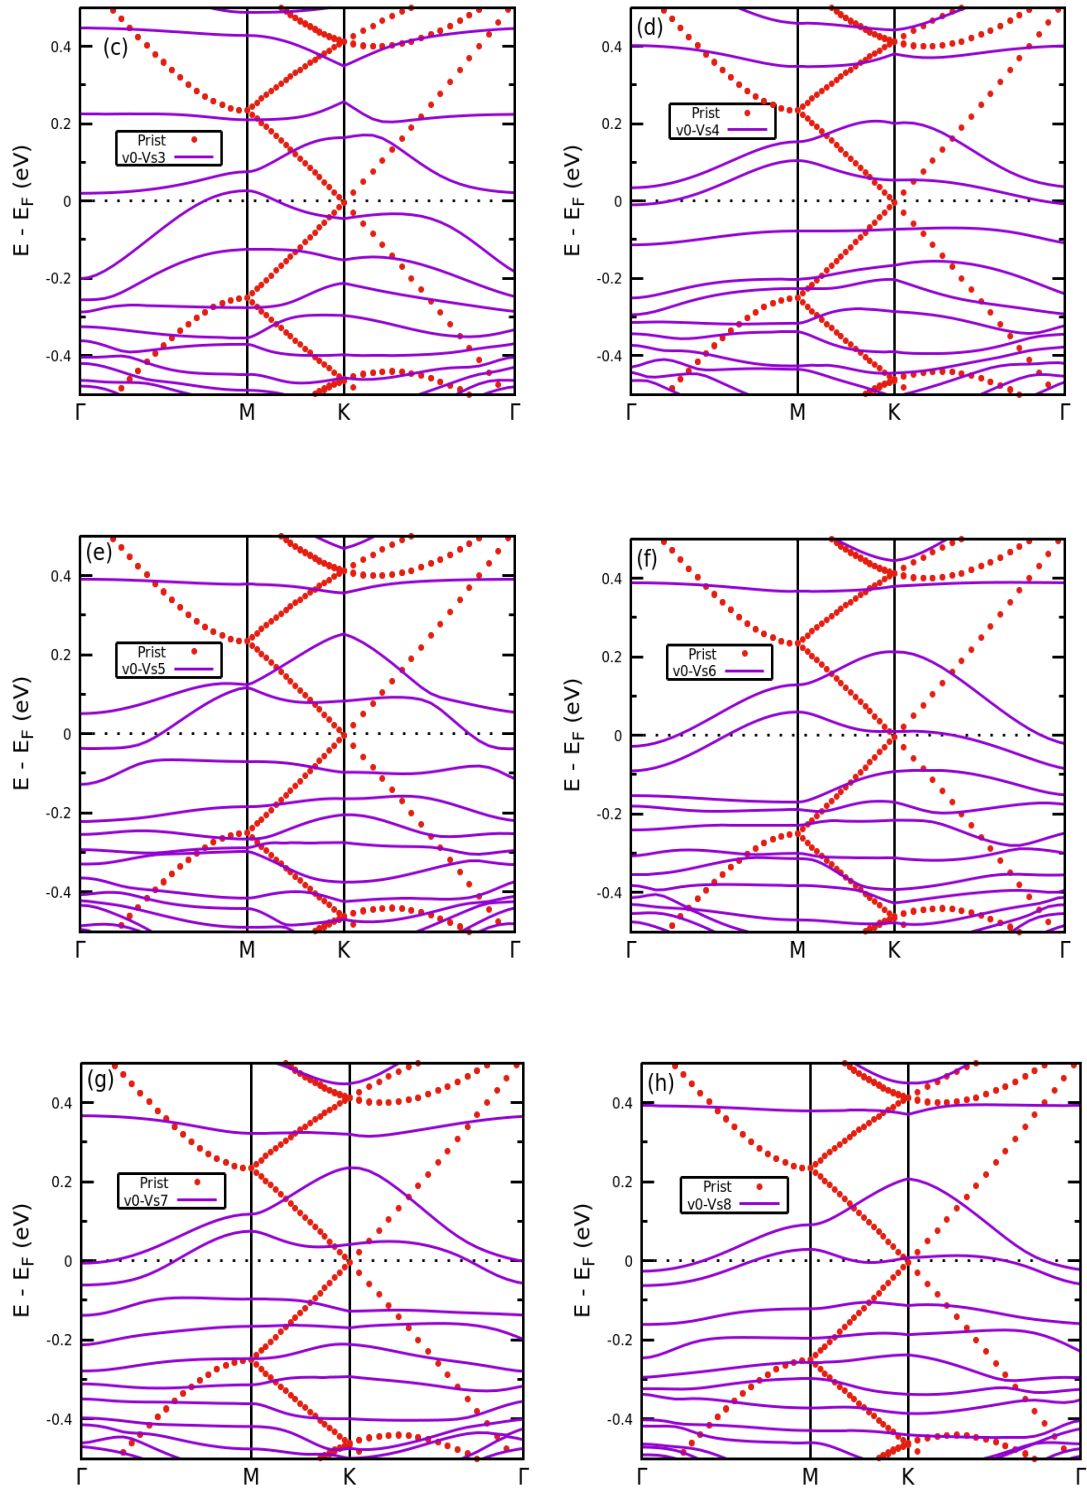 (c)
E - E_F (eV)
0.4
0.2
0
-0.2
-0.4
Prist
v0-Vs3
Γ M K Γ
(d)
E - E_F (eV)
0.4
0.2
0
-0.2
-0.4
Prist
v0-Vs4
Γ M K Γ
(e)
E - E_F (eV)
0.4
0.2
0
-0.2
-0.4
Prist
v0-Vs5
Γ M K Γ
(f)
E - E_F (eV)
0.4
0.2
0
-0.2
-0.4
Prist
v0-Vs6
Γ M K Γ
(g)
E - E_F (eV)
0.4
0.2
0
-0.2
-0.4
Prist
v0-Vs7
Γ M K Γ
(h)
E - E_F (eV)
0.4
0.2
0
-0.2
-0.4
Prist
v0-Vs8
Γ M K Γ